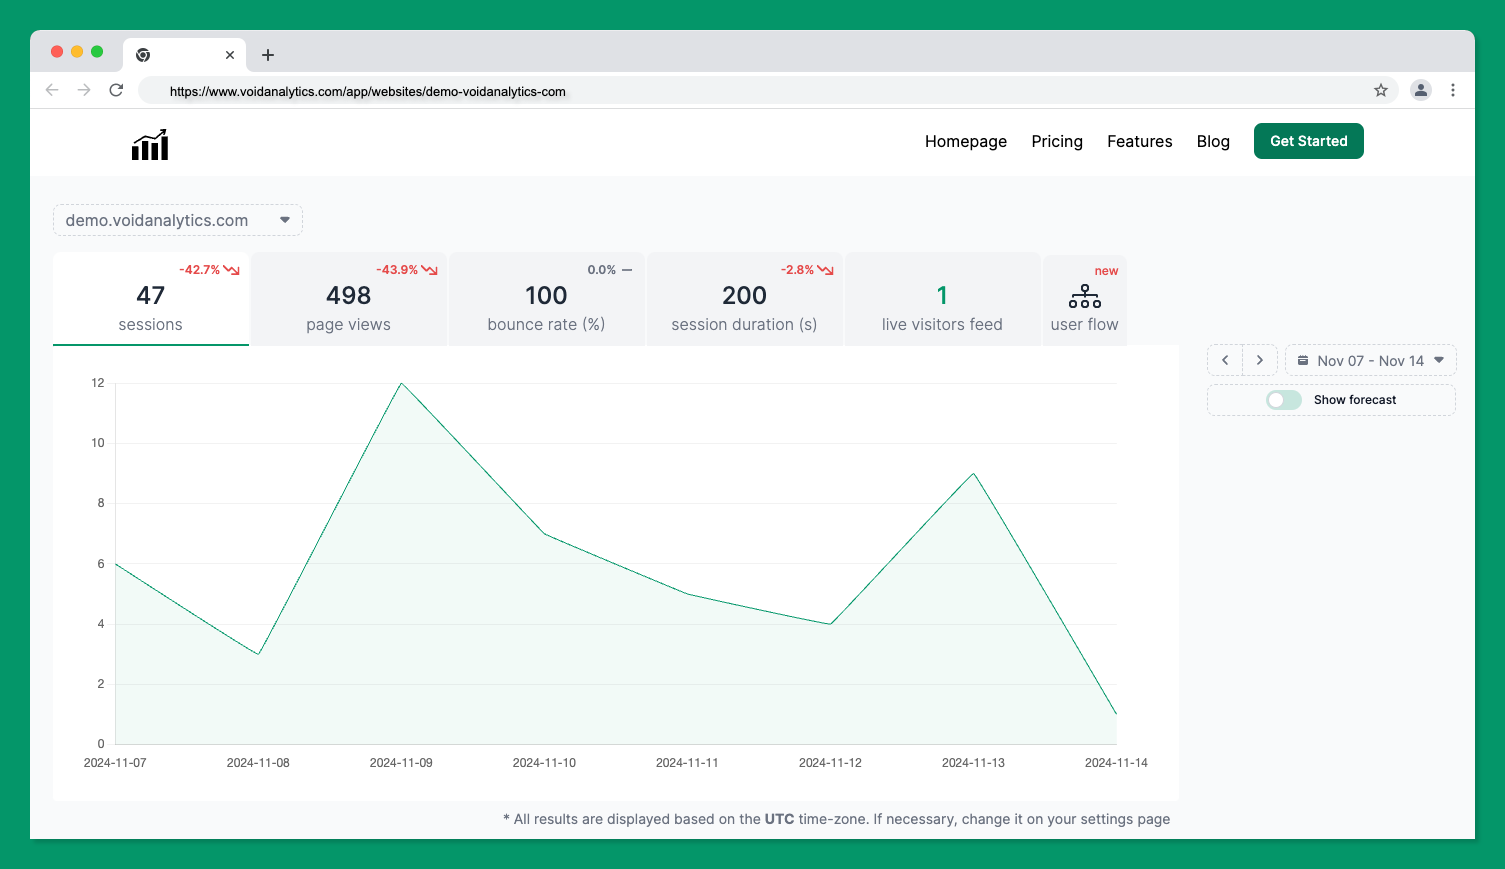 https://www.voidanalytics.com/app/websites/demo-voidanalytics-com
Homepage Pricing Features Blog Get Started
demo.voidanalytics.com
-42.7%
47
sessions
-43.9%
498
page views
0.0%
100
bounce rate (%)
-2.8%
200
session duration (s)
1
live visitors feed
new
user flow
Nov 07 - Nov 14
Show forecast
12
10
8
6
4
2
0
2024-11-07 2024-11-08 2024-11-09 2024-11-10 2024-11-11 2024-11-12 2024-11-13 2024-11-14
* All results are displayed based on the UTC time-zone. If necessary, change it on your settings page